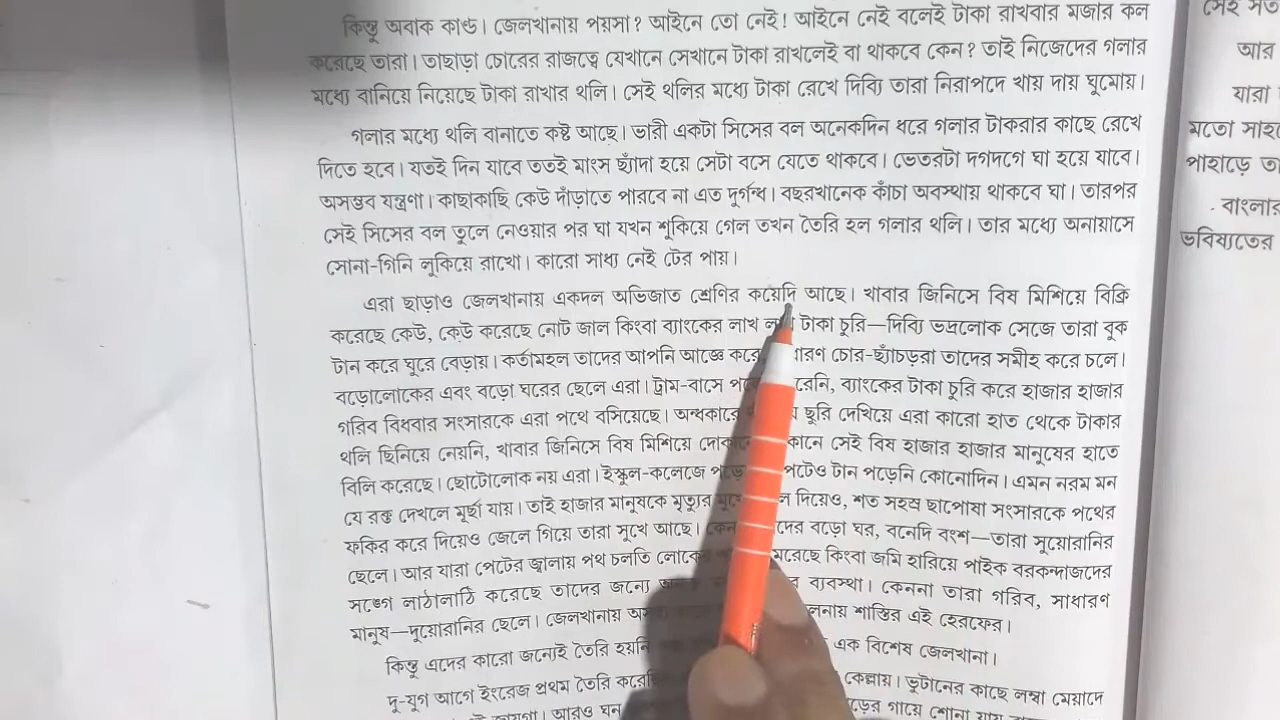 কিন্তু অবাক কাণ্ড। জেলখানায় পয়সা? আইনে তো নেই! আইনে নেই বলেই টাকা রাখবার মজার কল
করেছে তারা। তাছাড়া চোরের রাজত্বে যেখানে সেখানে টাকা রাখলেই বা থাকবে কেন? তাই নিজেদের গলার
মধ্যে বানিয়ে নিয়েছে টাকা রাখার থলি। সেই থলির মধ্যে টাকা রেখে দিব্যি তারা নিরাপদে খায় দায় ঘুমোয়।
গলার মধ্যে থলি বানাতে কষ্ট আছে। ভারী একটা সিসের বল অনেকদিন ধরে গলার টাকরার কাছে রেখে
দিতে হবে। যতই দিন যাবে ততই মাংস ছ্যাঁদা হয়ে সেটা বসে যেতে থাকবে। ভেতরটা দগদগে ঘা হয়ে যাবে।
অসম্ভব যন্ত্রণা। কাছাকাছি কেউ দাঁড়াতে পারবে না এত দুর্গন্ধ। বছরখানেক কাঁচা অবস্থায় থাকবে ঘা। তারপর
সেই সিসের বল তুলে নেওয়ার পর ঘা যখন শুকিয়ে গেল তখন তৈরি হল গলার থলি। তার মধ্যে অনায়াসে
সোনা-গিনি লুকিয়ে রাখো। কারো সাধ্য নেই টের পায়।
এরা ছাড়াও জেলখানায় একদল অভিজাত শ্রেণির কয়েদি আছে। খাবার জিনিসে বিষ মিশিয়ে বিক্রি
করেছে কেউ, কেউ করেছে নোট জাল কিংবা ব্যাংকের লাখ টাকা চুরি—দিব্যি ভদ্রলোক সেজে তারা বুক
টান করে ঘুরে বেড়ায়। কর্তামহল তাদের আপনি আজ্ঞে করে, চোর-ছ্যাঁচড়রা তাদের সমীহ করে চলে।
বড়োলোকের এবং বড়ো ঘরের ছেলে এরা। ট্রাম-বাসে ব্যাংকের টাকা চুরি করে হাজার হাজার
গরিব বিধবার সংসারকে এরা পথে বসিয়েছে। অন্ধকারে ছুরি দেখিয়ে এরা কারো হাত থেকে টাকার
থলি ছিনিয়ে নেয়নি, খাবার জিনিসে বিষ মিশিয়ে সেই বিষ হাজার হাজার মানুষের হাতে
বিলি করেছে। ছোটোলোক নয় এরা। ইস্কুল-কলেজে পেটেও টান পড়েনি কোনোদিন। এমন নরম মন
যে রক্ত দেখলে মূর্ছা যায়। তাই হাজার মানুষকে মৃত্যুর দিয়েও, শত সহস্র ছাপোষা সংসারকে পথের
ফকির করে দিয়েও জেলে গিয়ে তারা সুখে আছে। বড়ো ঘর, বনেদি বংশ—তারা সুয়োরানির
ছেলে। আর যারা পেটের জ্বালায় পথ চলতি লোকের মেরেছে কিংবা জমি হারিয়ে পাইক বরকন্দাজদের
সঙ্গে লাঠালাঠি করেছে তাদের জন্যে ব্যবস্থা। কেননা তারা গরিব, সাধারণ
মানুষ—দুয়োরানির ছেলে। জেলখানায় শাস্তির এই হেরফের।
কিন্তু এদের কারো জন্যেই তৈরি হয়নি এক বিশেষ জেলখানা।
দু-যুগ আগে ইংরেজ প্রথম তৈরি কেল্লায়। ভুটানের কাছে লম্বা মেয়াদে
আরও গায়ে শোনা যায়
আর
যারা
মতো
পাহাড়ে
বাংলার
ভবিষ্যতের